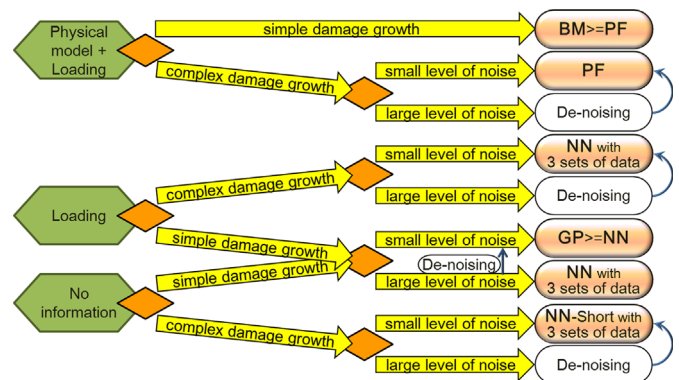 Physical
model +
Loading
simple damage growth
BM>=PF
complex damage growth
small level of noise
PF
large level of noise
De-noising
Loading
complex damage growth
small level of noise
NN with
3 sets of data
large level of noise
De-noising
simple damage growth
small level of noise
GP>=NN
De-noising
No
information
simple damage growth
large level of noise
NN with
3 sets of data
complex damage growth
small level of noise
NN-Short with
3 sets of data
large level of noise
De-noising